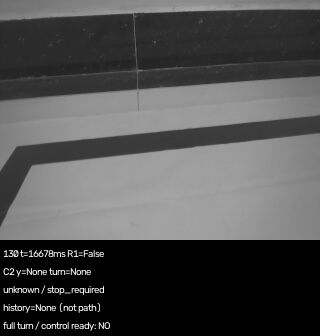 130 t=16678ms R1=False
C2 y=None turn=None
unknown / stop_required
history=None (not path)
full turn / control ready: NO